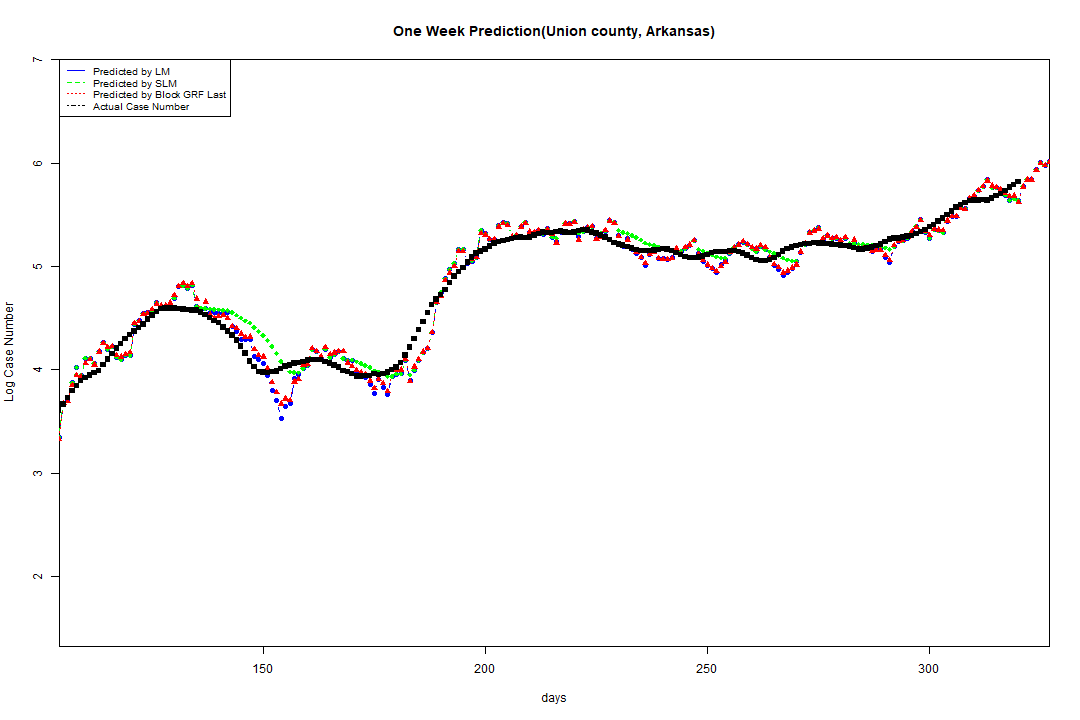 One Week Prediction(Union county, Arkansas)
7
Predicted by LM
Predicted by SLM
Predicted by Block GRF Last
Actual Case Number
6
5
4
3
2
Log Case Number
150
200
250
300
days